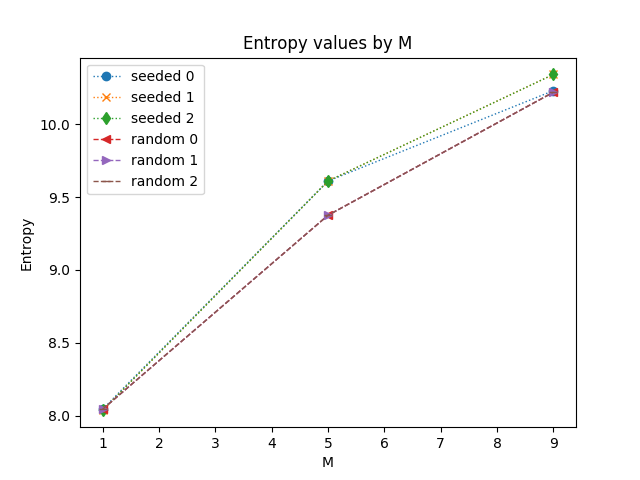 Entropy values by M
seeded 0
seeded 1
seeded 2
random 0
random 1
random 2
Entropy
10.0
9.5
9.0
8.5
8.0
1 2 3 4 5 6 7 8 9
M